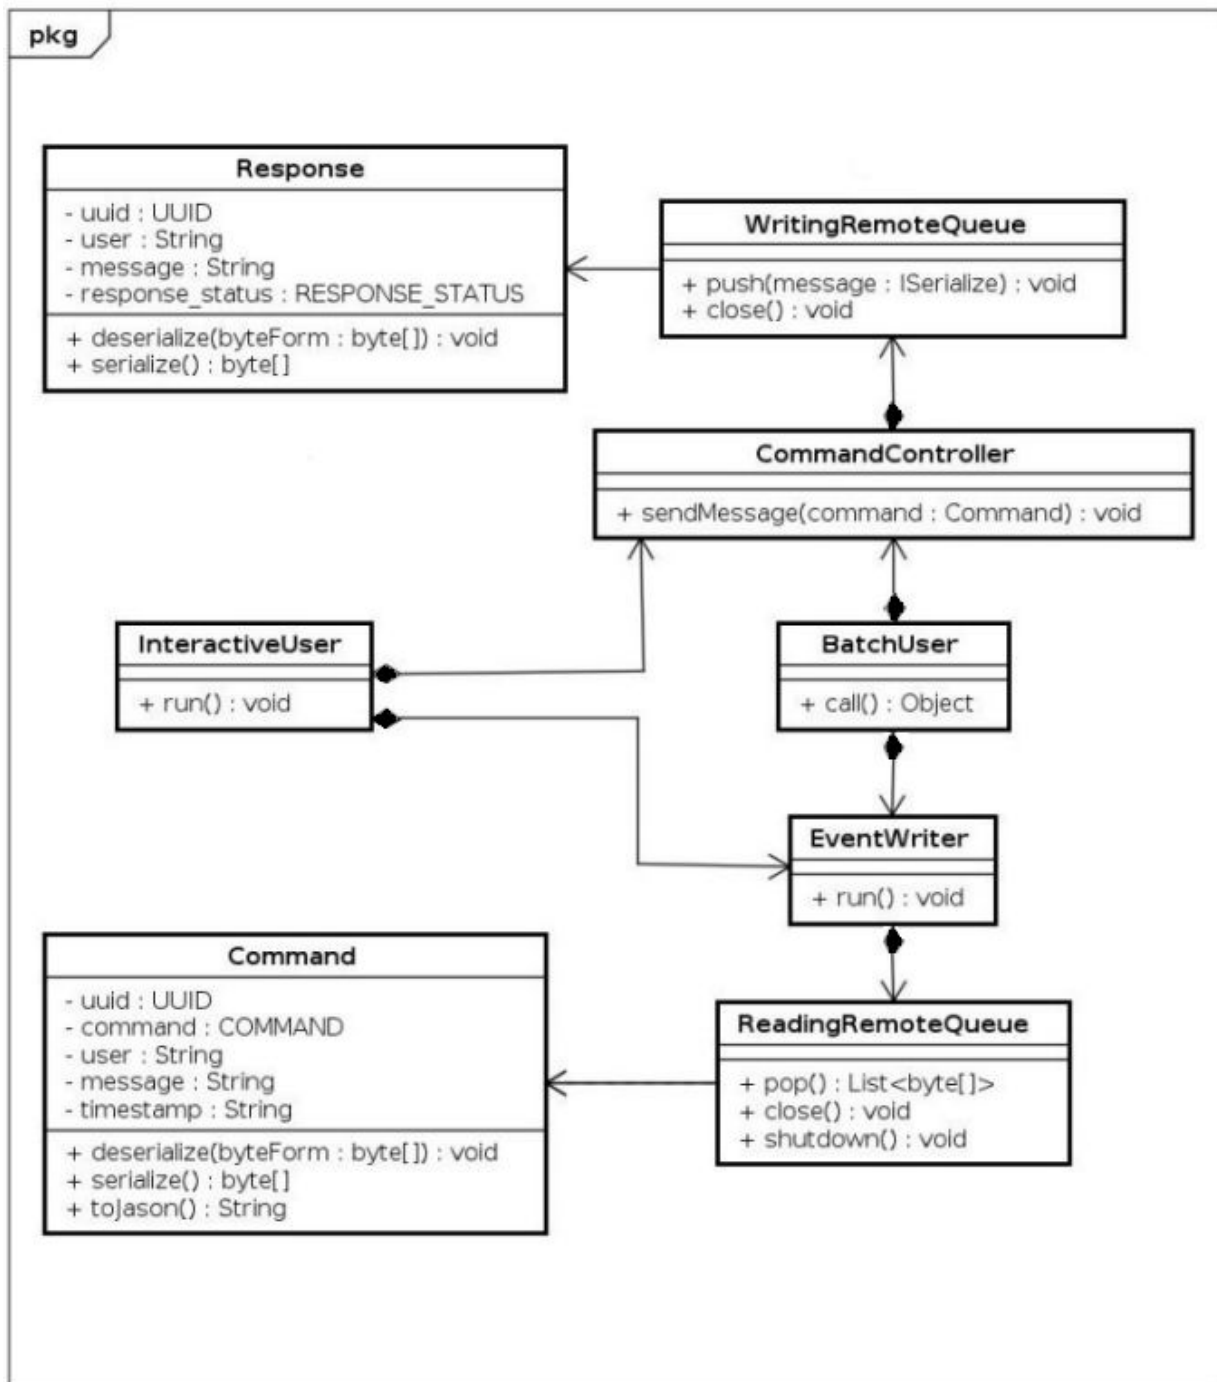 pkg
Response
- uuid : UUID
- user : String
- message : String
- response_status : RESPONSE_STATUS
+ deserialize(byteForm : byte[]) : void
+ serialize() : byte[]
WritingRemoteQueue
+ push(message : ISerialize) : void
+ close() : void
CommandController
+ sendMessage(command : Command) : void
InteractiveUser
+ run() : void
BatchUser
+ call() : Object
EventWriter
+ run() : void
Command
- uuid : UUID
- command : COMMAND
- user : String
- message : String
- timestamp : String
+ deserialize(byteForm : byte[]) : void
+ serialize() : byte[]
+ toJason() : String
ReadingRemoteQueue
+ pop() : List<byte[]>
+ close() : void
+ shutdown() : void